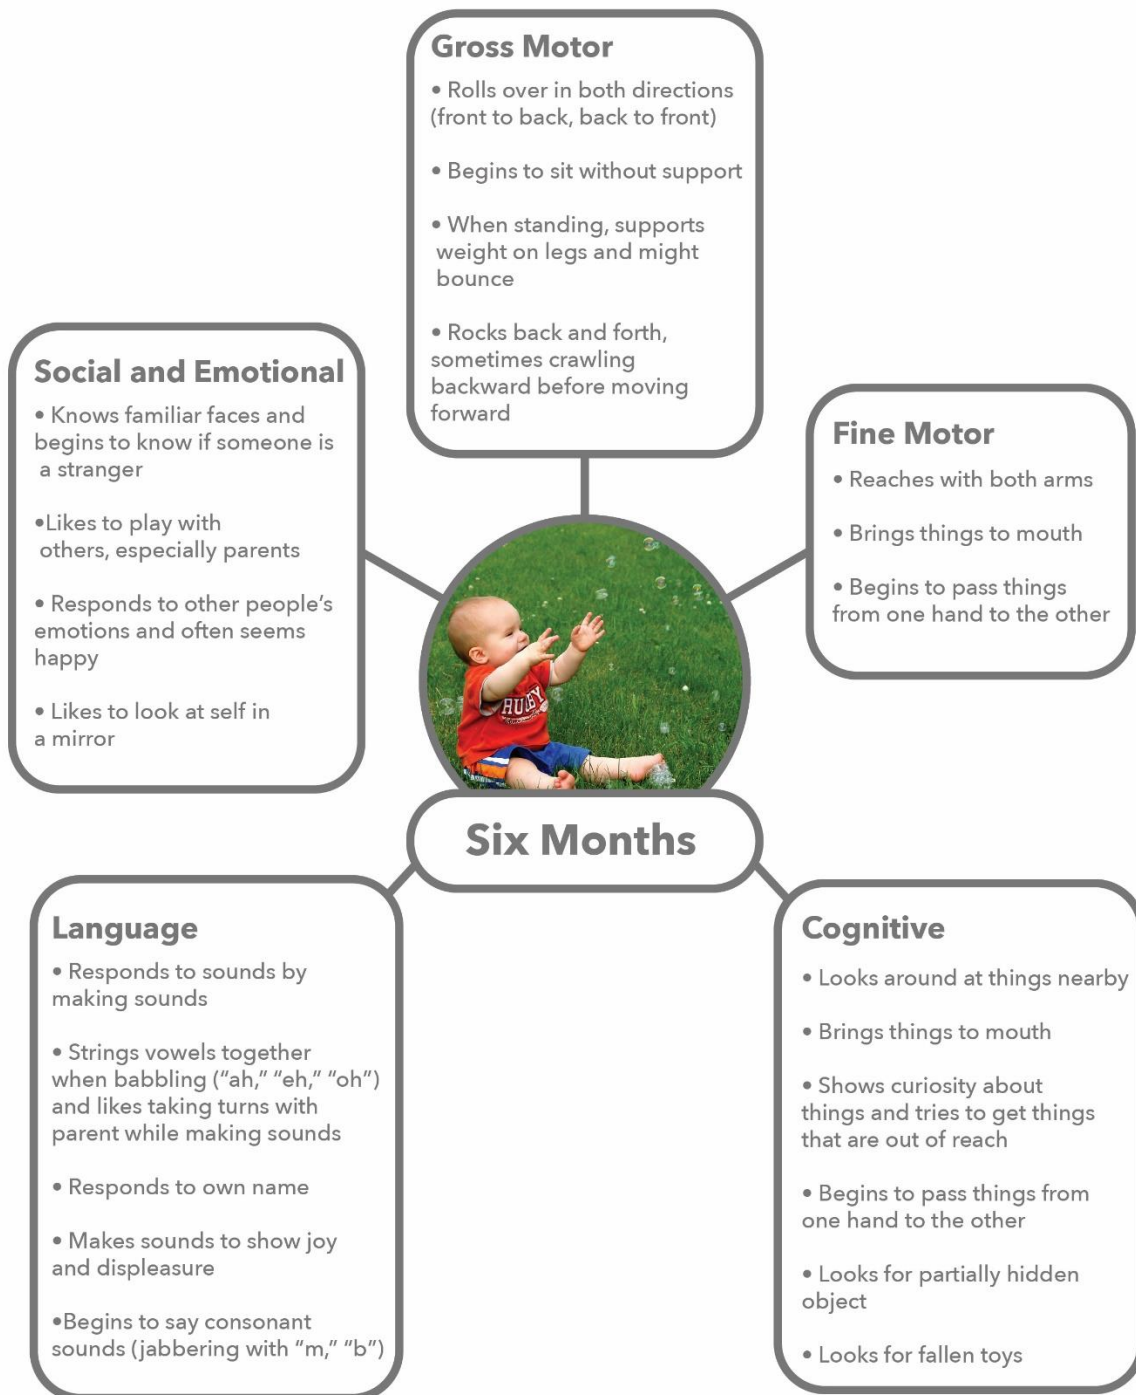 Gross Motor
• Rolls over in both directions
(front to back, back to front)
• Begins to sit without support
• When standing, supports
weight on legs and might
bounce
• Rocks back and forth,
sometimes crawling
backward before moving
forward
Social and Emotional
• Knows familiar faces and
begins to know if someone is
a stranger
•Likes to play with
others, especially parents
• Responds to other people’s
emotions and often seems
happy
• Likes to look at self in
a mirror
Fine Motor
• Reaches with both arms
• Brings things to mouth
• Begins to pass things
from one hand to the other
Six Months
Language
• Responds to sounds by
making sounds
• Strings vowels together
when babbling (“ah,” “eh,” “oh”)
and likes taking turns with
parent while making sounds
• Responds to own name
• Makes sounds to show joy
and displeasure
•Begins to say consonant
sounds (jabbering with “m,” “b”)
Cognitive
• Looks around at things nearby
• Brings things to mouth
• Shows curiosity about
things and tries to get things
that are out of reach
• Begins to pass things from
one hand to the other
• Looks for partially hidden
object
• Looks for fallen toys